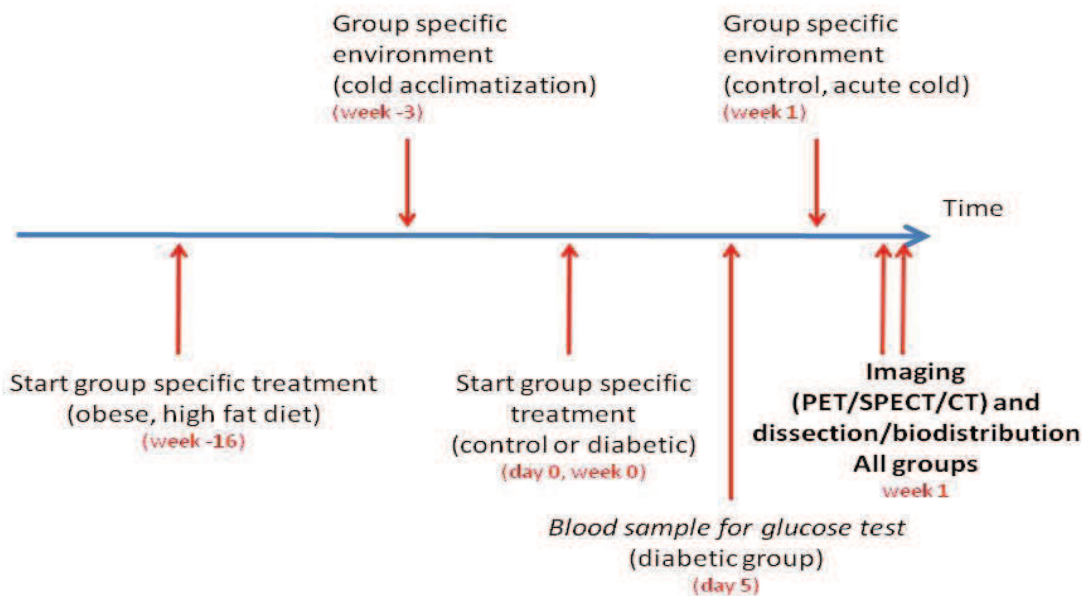 Group specific
environment
(cold acclimatization)
(week -3)
Group specific
environment
(control, acute cold)
(week 1)
Time
Start group specific treatment
(obese, high fat diet)
(week -16)
Start group specific
treatment
(control or diabetic)
(day 0, week 0)
Imaging
(PET/SPECT/CT) and
dissection/biodistribution
All groups
week 1
Blood sample for glucose test
(diabetic group)
(day 5)